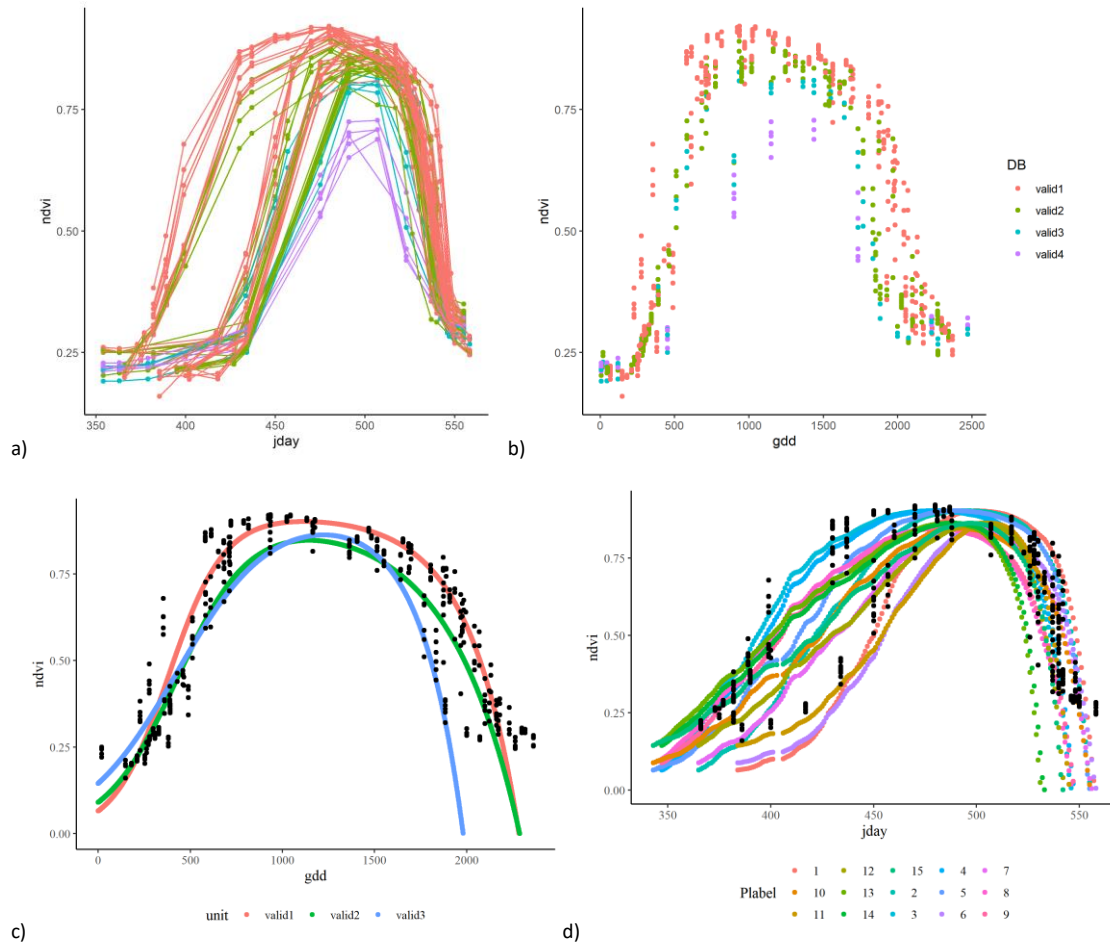 ndvi
0.75
0.50
0.25
350 400 450 500 550
jday
a)
ndvi
0.75
0.50
0.25
0 500 1000 1500 2000 2500
gdd
b)
DB
valid1
valid2
valid3
valid4
ndvi
0.75
0.50
0.25
0.00
0 500 1000 1500 2000
gdd
unit valid1 valid2 valid3
c)
ndvi
0.75
0.50
0.25
0.00
350 400 450 500 550
jday
1 12 15 4 7
Plabel 10 13 2 5 8
11 14 3 6 9
d)